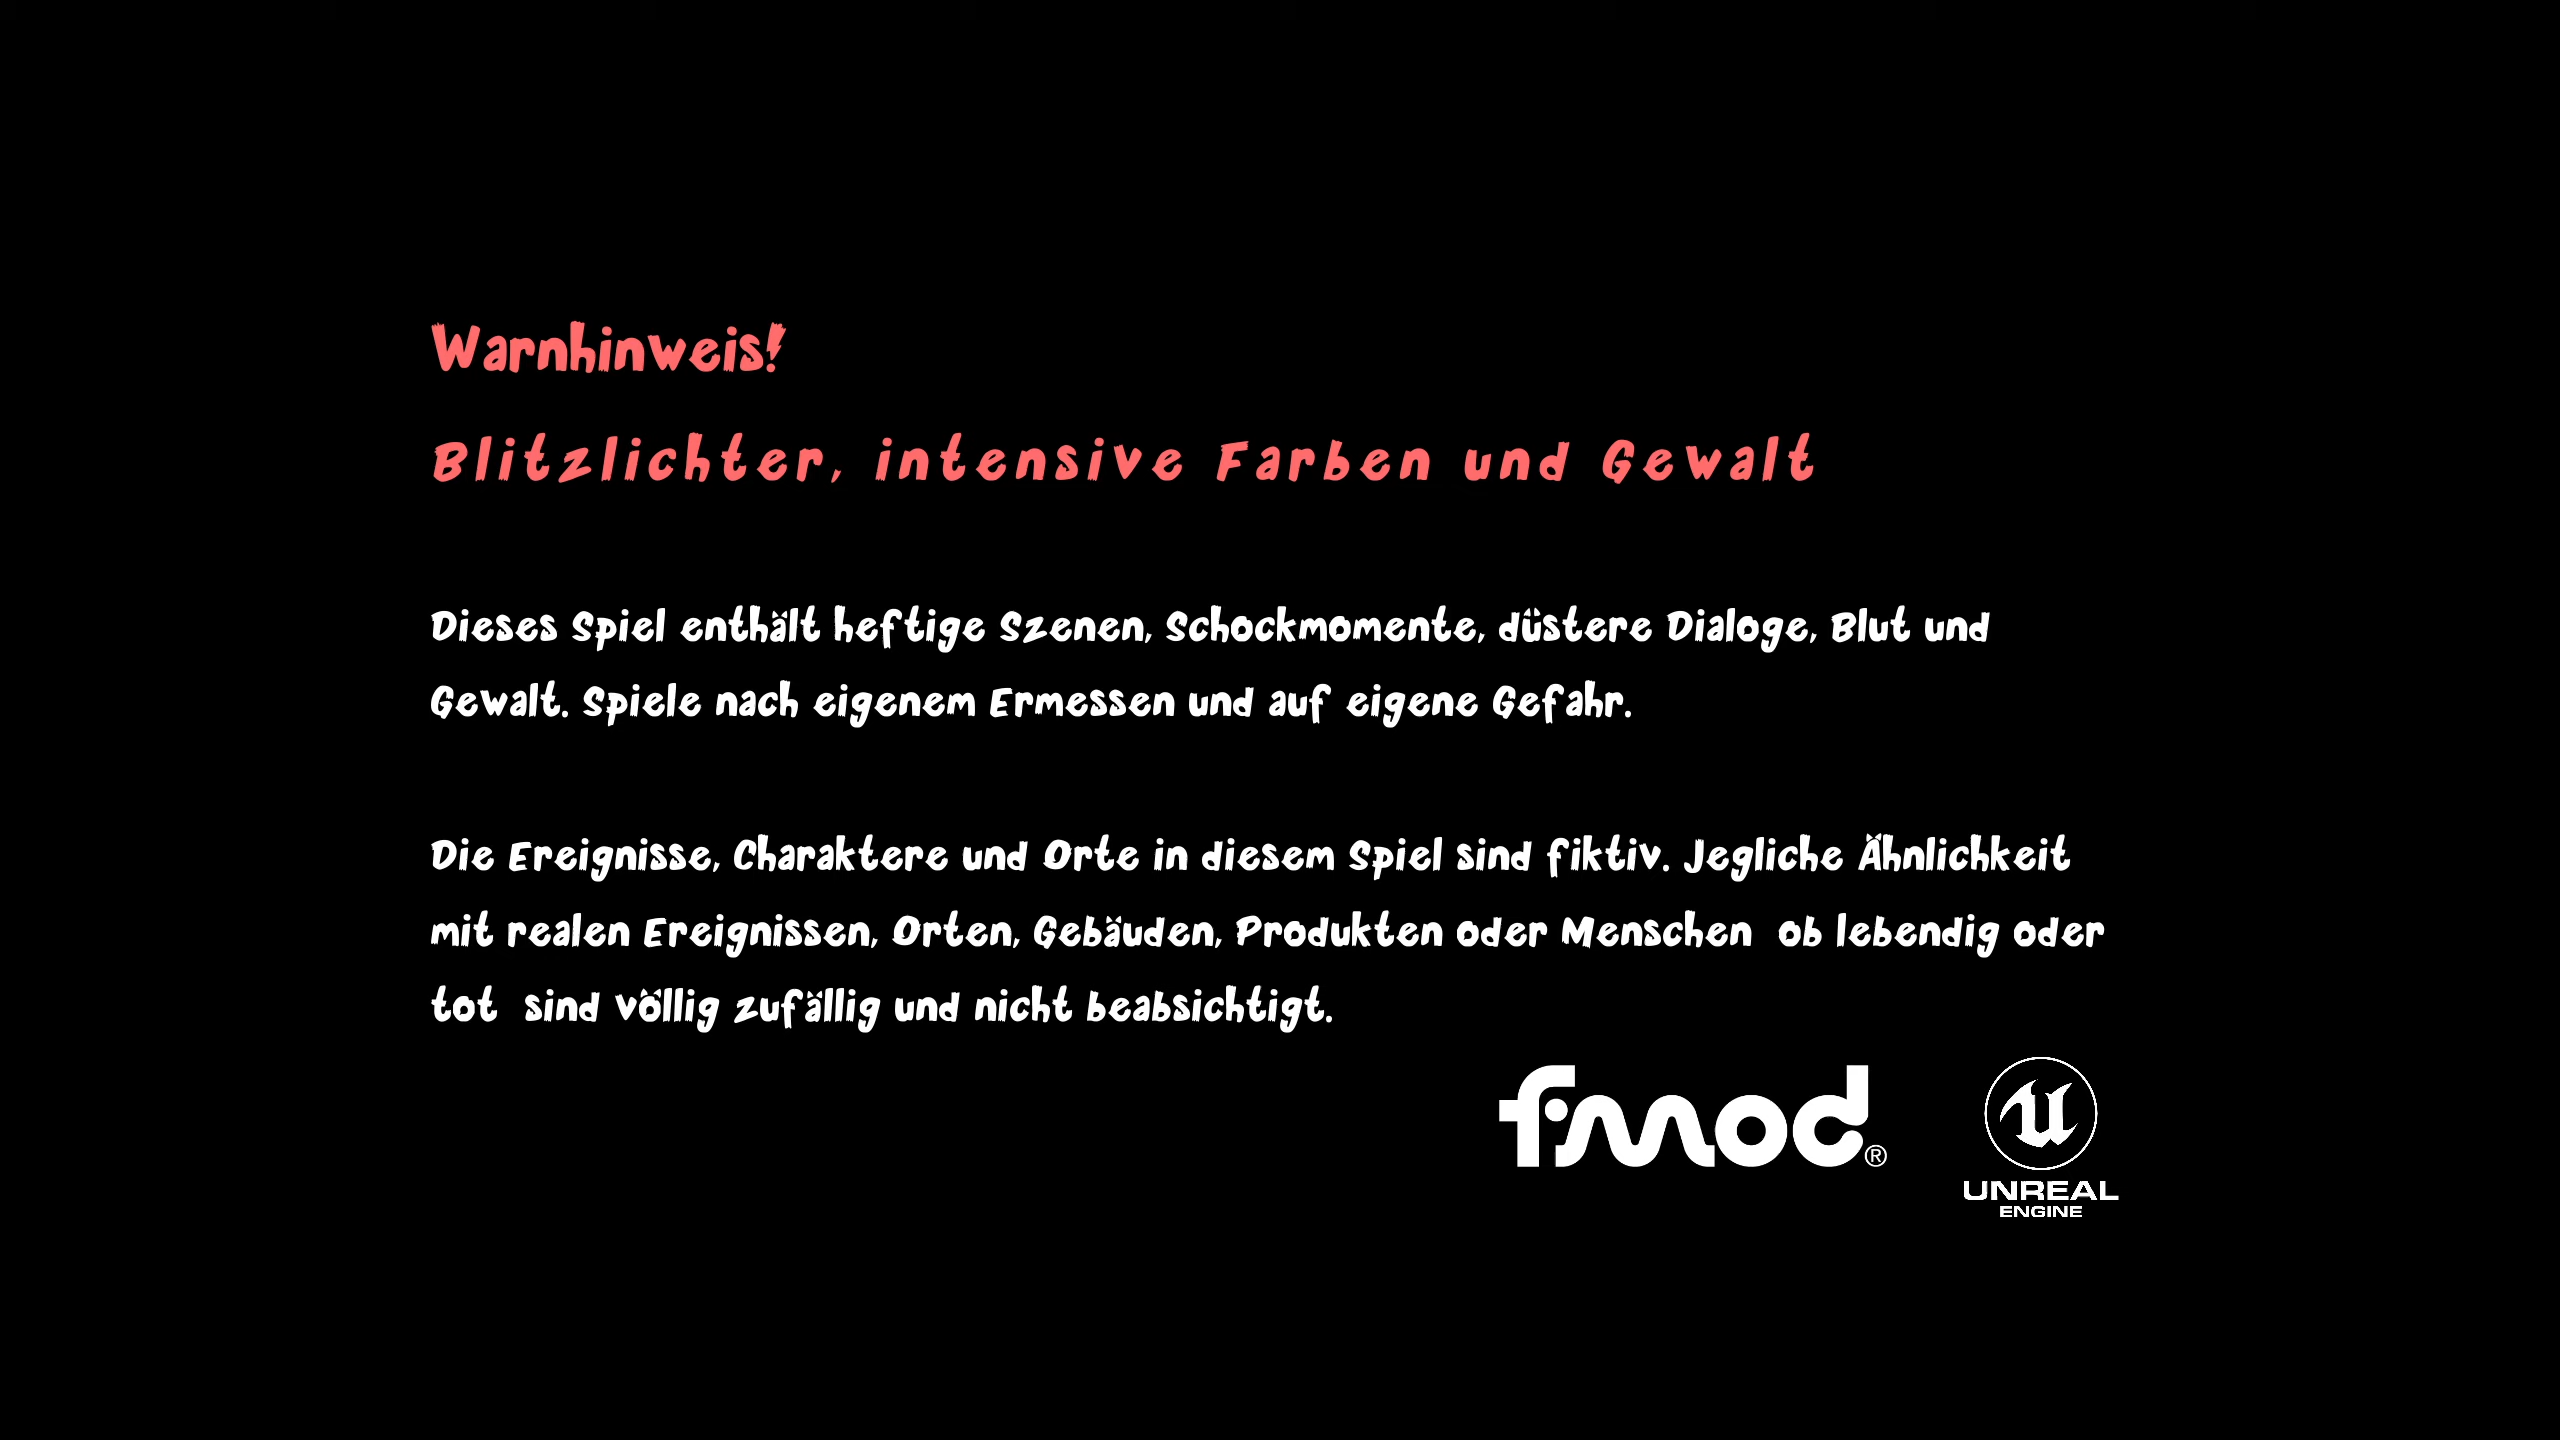 Warnhinweis!
Blitzlichter, intensive Farben und Gewalt
Dieses Spiel enthält heftige Szenen, Schockmomente, düstere Dialoge, Blut und
Gewalt. Spiele nach eigenem Ermessen und auf eigene Gefahr.
Die Ereignisse, Charaktere und Orte in diesem Spiel sind fiktiv. Jegliche Ähnlichkeit
mit realen Ereignissen, Orten, Gebäuden, Produkten oder Menschen  ob lebendig oder
tot  sind völlig zufällig und nicht beabsichtigt.
fmod®
UNREAL
ENGINE